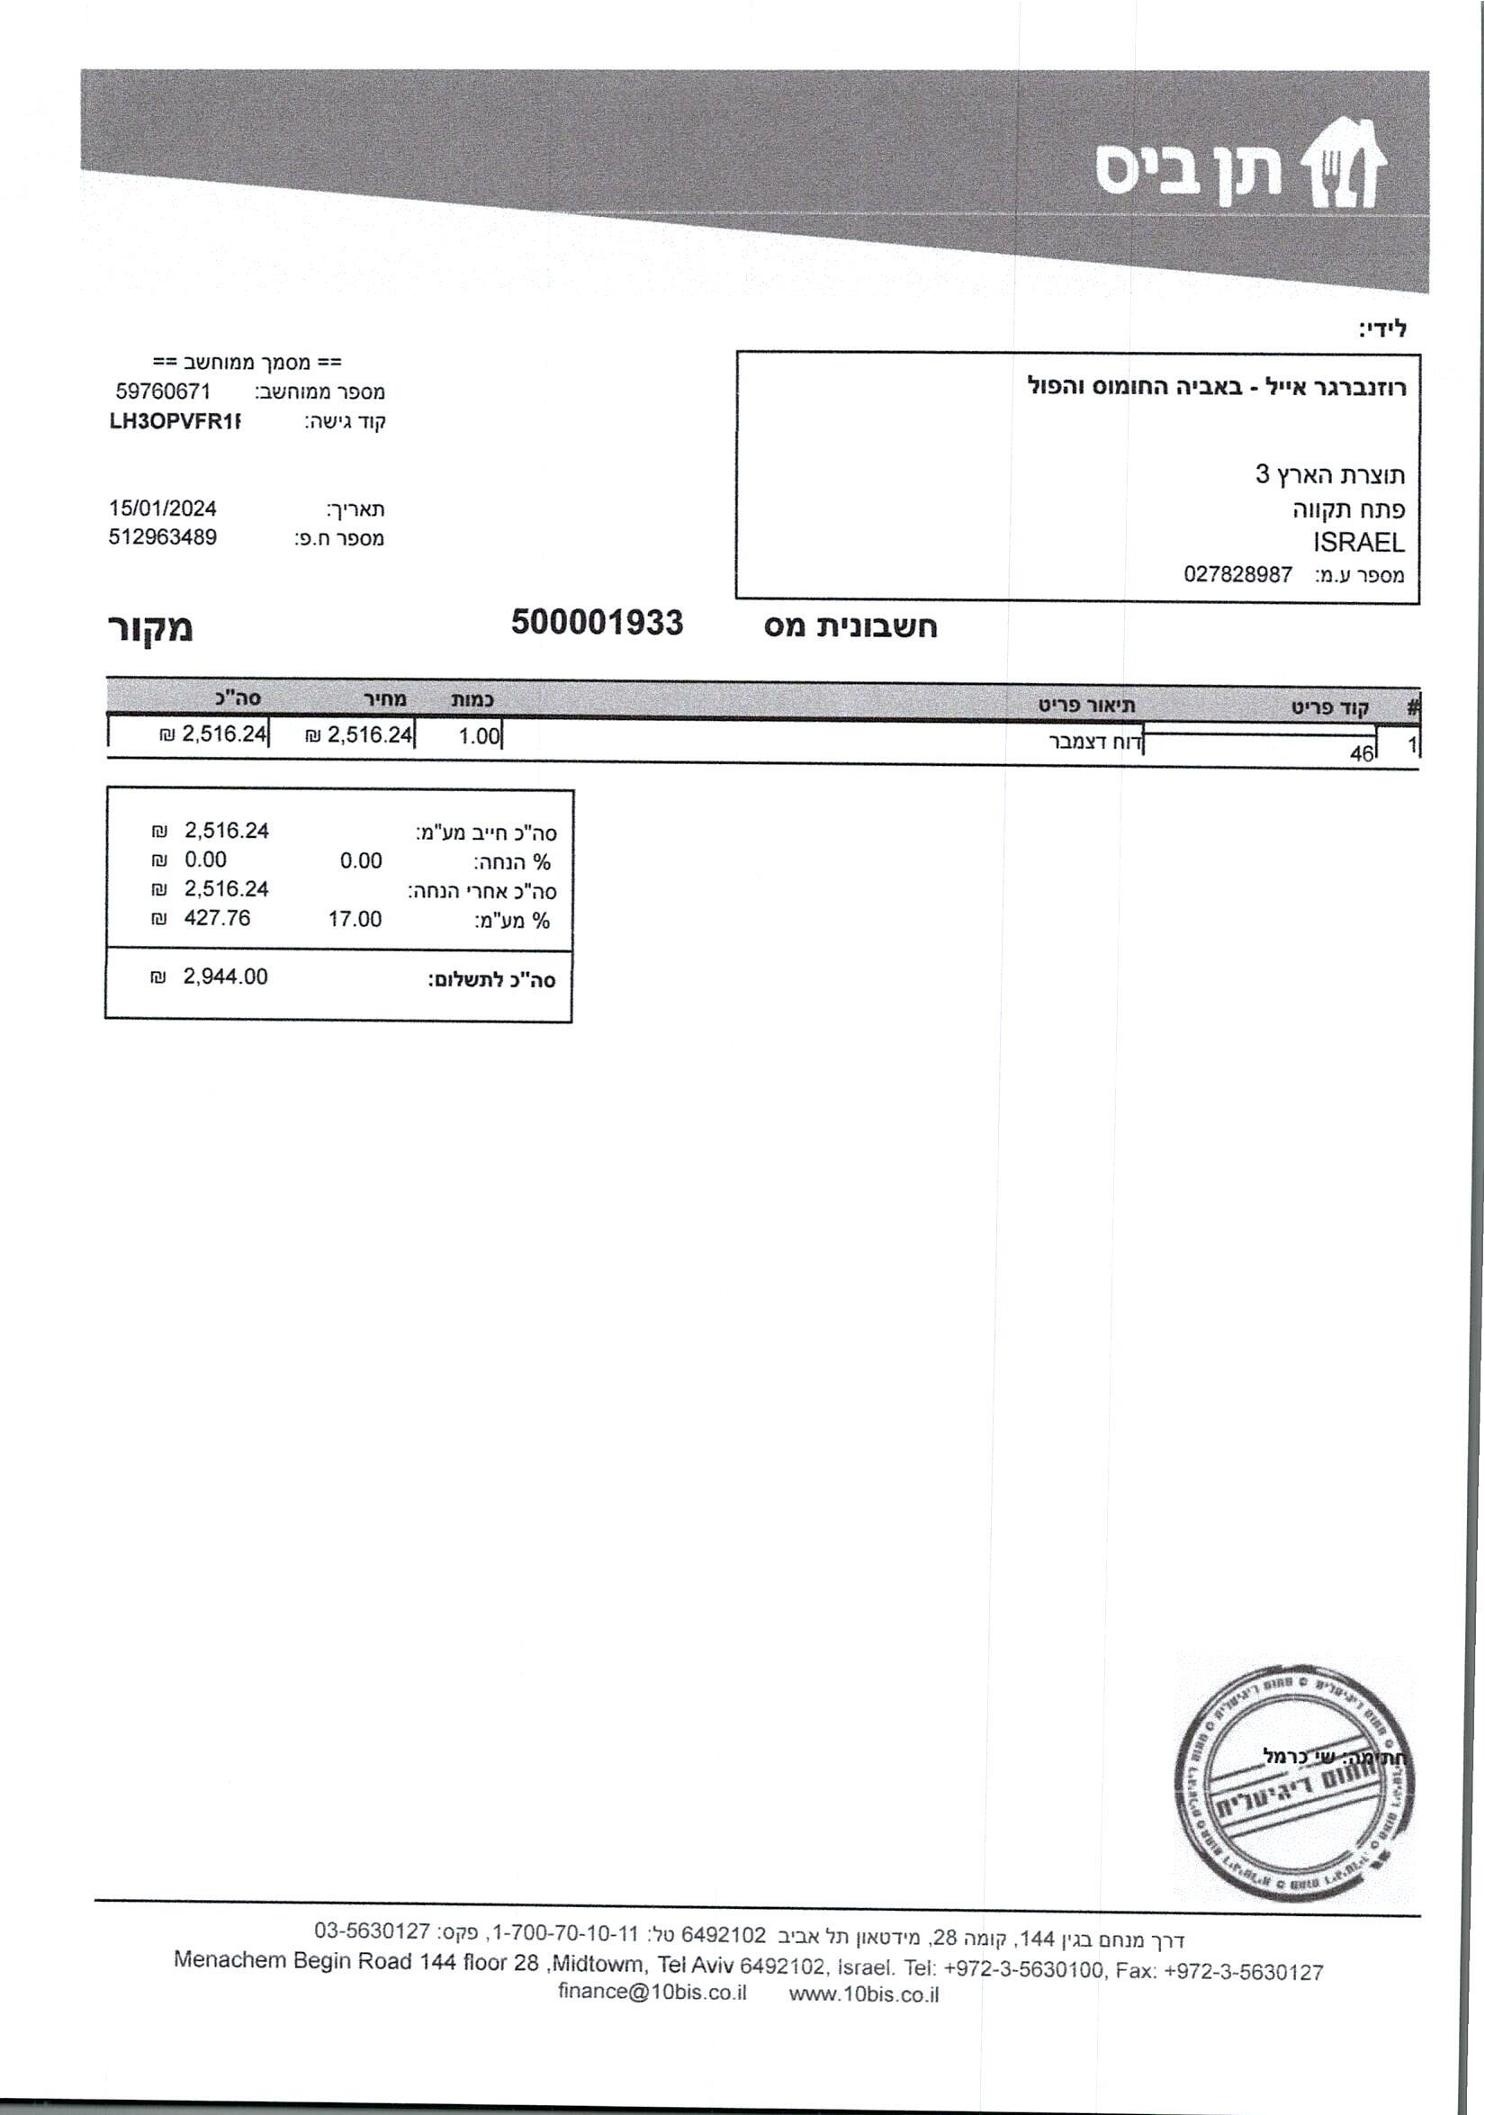 תן ביס
לידי:
רוזנברגר אייל - באביה החומוס והפול
תוצרת הארץ 3
פתח תקווה
ISRAEL
מספר ע.מ: 027828987
== מסמך ממוחשב ==
מספר ממוחשב: 59760671
קוד גישה: LH3OPVFR1
תאריך: 15/01/2024
מספר ח.פ: 512963489
חשבונית מס 500001933 מקור
# קוד פריט תיאור פריט כמות מחיר סה"כ
1 46 דוח דצמבר 1.00 2,516.24 ₪ 2,516.24 ₪
סה"כ חייב מע"מ: 2,516.24 ₪
% הנחה: 0.00 0.00 ₪
סה"כ אחרי הנחה: 2,516.24 ₪
% מע"מ: 17.00 427.76 ₪
סה"כ לתשלום: 2,944.00 ₪
חתימה: שי כרמל
חתום דיגיטלית
דרך מנחם בגין 144, קומה 28, מידטאון תל אביב 6492102 טל: 1-700-70-10-11, פקס: 03-5630127
Menachem Begin Road 144 floor 28 ,Midtowm, Tel Aviv 6492102, Israel. Tel: +972-3-5630100, Fax: +972-3-5630127
finance@10bis.co.il www.10bis.co.il